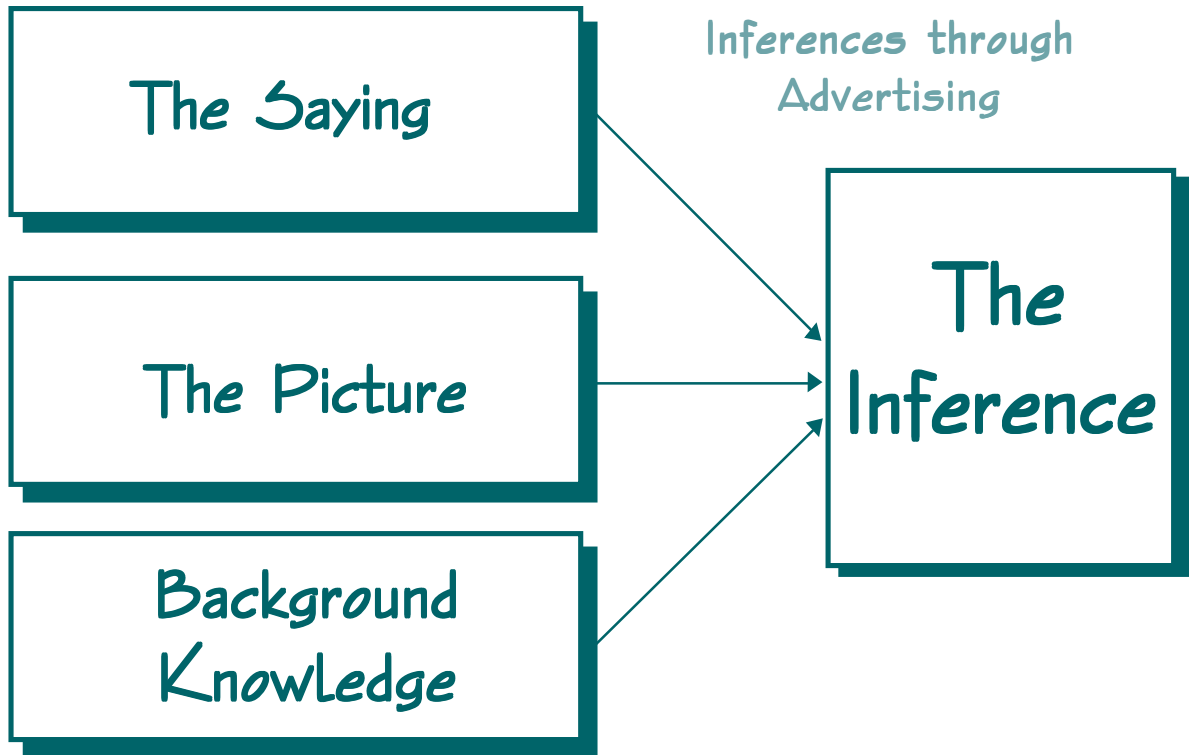 The Saying
Inferences through
Advertising
The Picture
The
Inference
Background
Knowledge